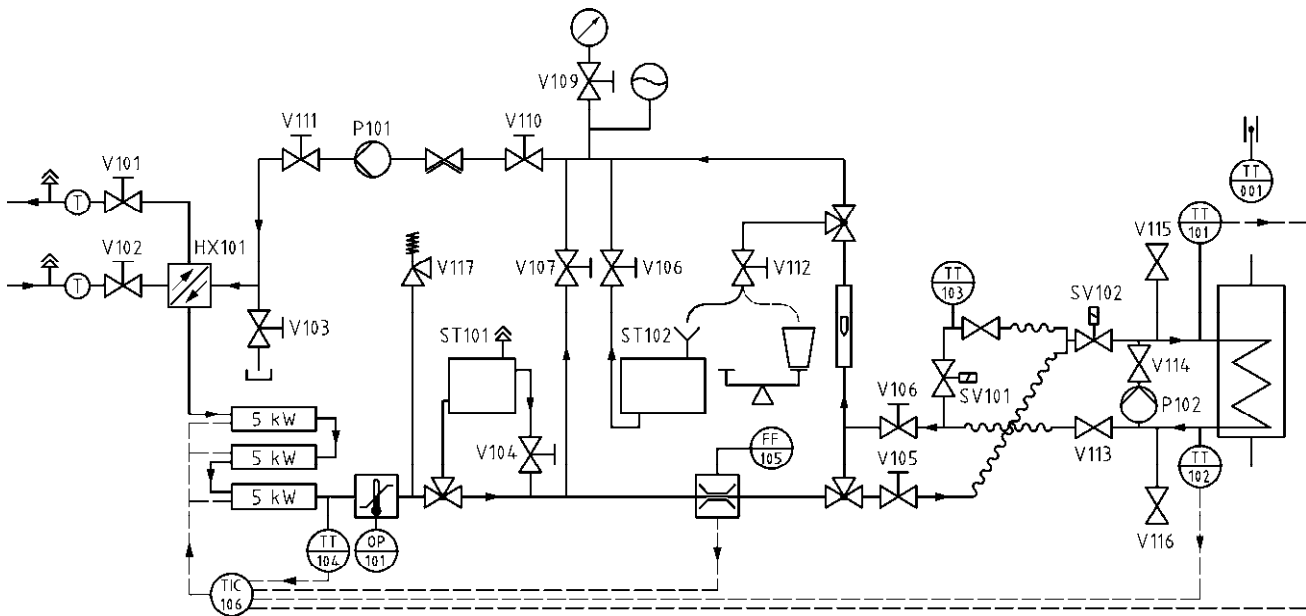 V109
V111
P101
V110
V101
TT
001
V102
HX101
V115
TT
101
V117
V107
V106
V112
TT
103
SV102
V103
ST101
ST102
V114
V106
SV101
P102
5 kW
5 kW
V104
FF
105
V105
V113
TT
102
5 kW
V116
TT
104
OP
101
TIC
106
T
T